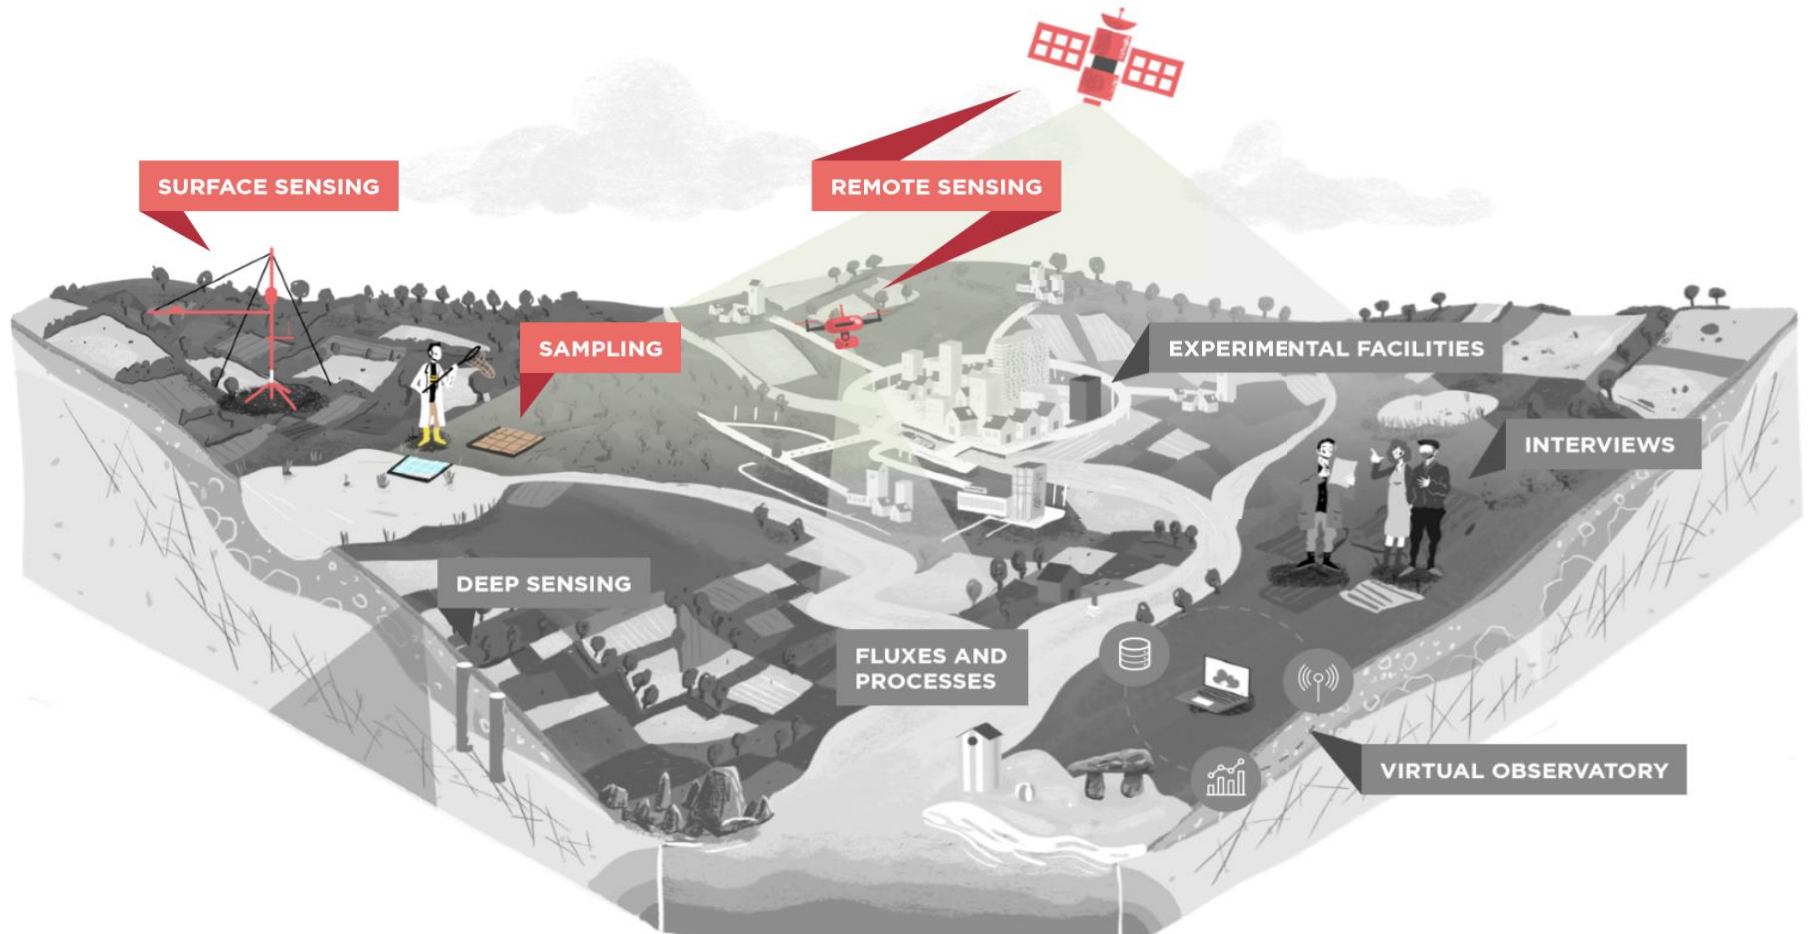 SURFACE SENSING
REMOTE SENSING
SAMPLING
EXPERIMENTAL FACILITIES
INTERVIEWS
DEEP SENSING
FLUXES AND
PROCESSES
VIRTUAL OBSERVATORY